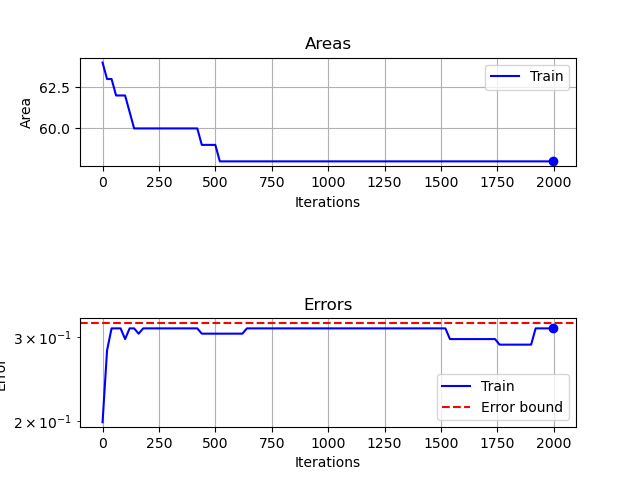 Areas
Area
62.5
60.0
Train
0 250 500 750 1000 1250 1500 1750 2000
Iterations
Errors
Error
3 × 10⁻¹
2 × 10⁻¹
Train
Error bound
0 250 500 750 1000 1250 1500 1750 2000
Iterations